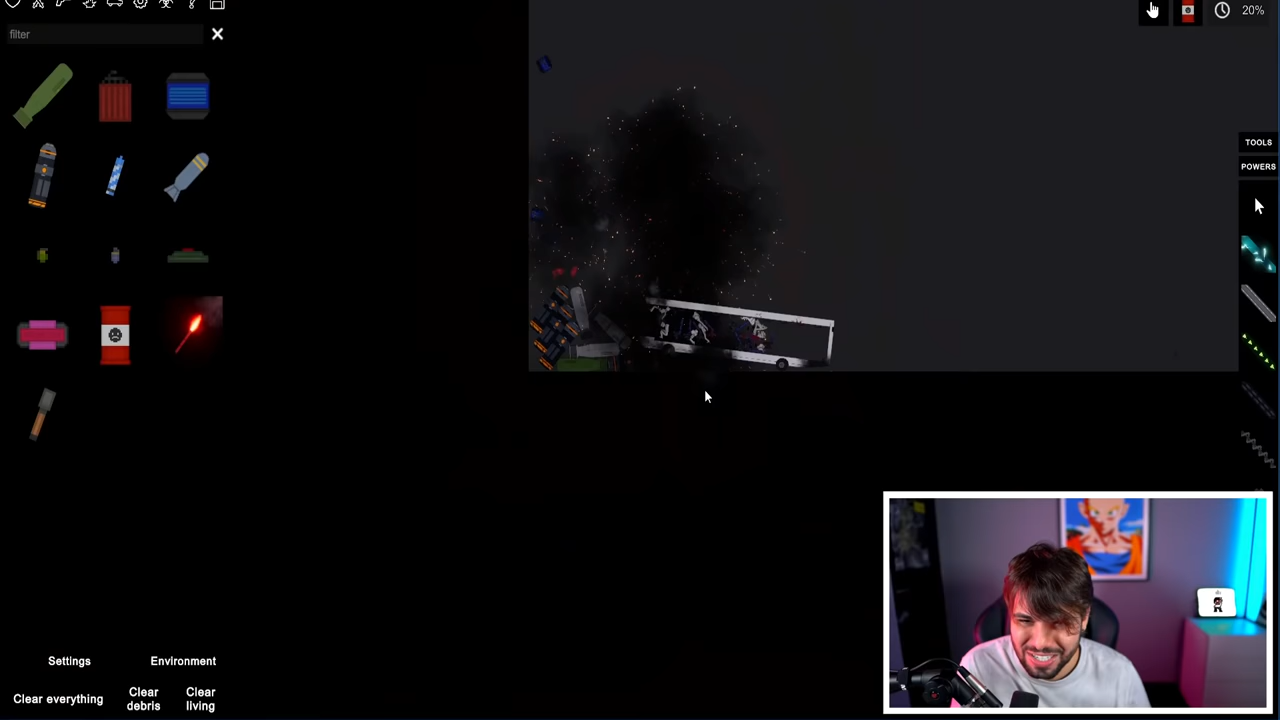 20%
filter
TOOLS
POWERS
Settings
Environment
Clear everything
Clear
debris
Clear
living